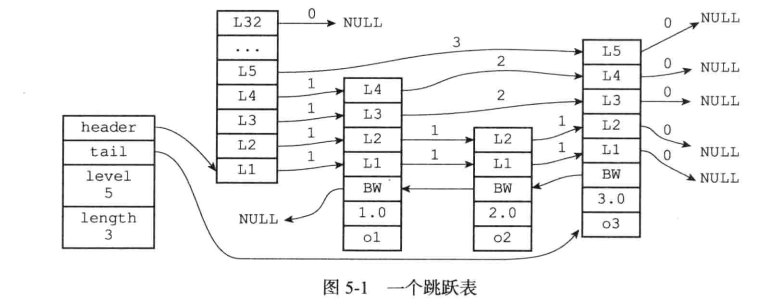 L32 0 NULL
...
L5 3 L5 0 NULL
L4 1 L4 2 L4 0 NULL
L3 1 L3 2 L3 0 NULL
L2 1 L2 1 L2 1 L2 0 NULL
L1 1 L1 1 L1 1 L1 0 NULL
header
tail
level
5
length
3
NULL BW BW BW
1.0 2.0 3.0
o1 o2 o3
图 5-1 一个跳跃表